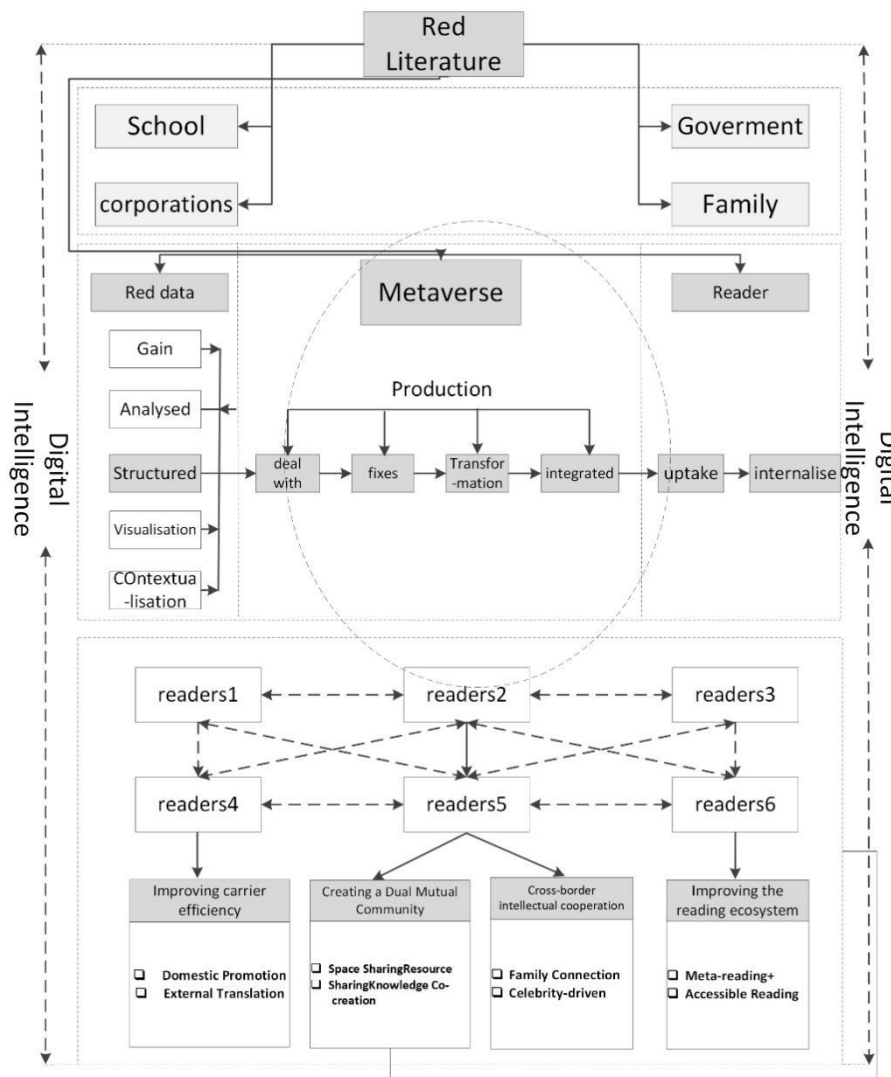 Red
Literature
School
Goverment
corporations
Family
Red data
Metaverse
Reader
Gain
Analysed
Structured
Visualisation
COntextua
-lisation
Production
deal
with
fixes
Transfor
-mation
integrated
uptake
internalise
Digital
Intelligence
Digital
Intelligence
readers1
readers2
readers3
readers4
readers5
readers6
Improving carrier
efficiency
Domestic Promotion
External Translation
Creating a Dual Mutual
Community
Space SharingResource
SharingKnowledge Co-
creation
Cross-border
intellectual cooperation
Family Connection
Celebrity-driven
Improving the
reading ecosystem
Meta-reading+
Accessible Reading